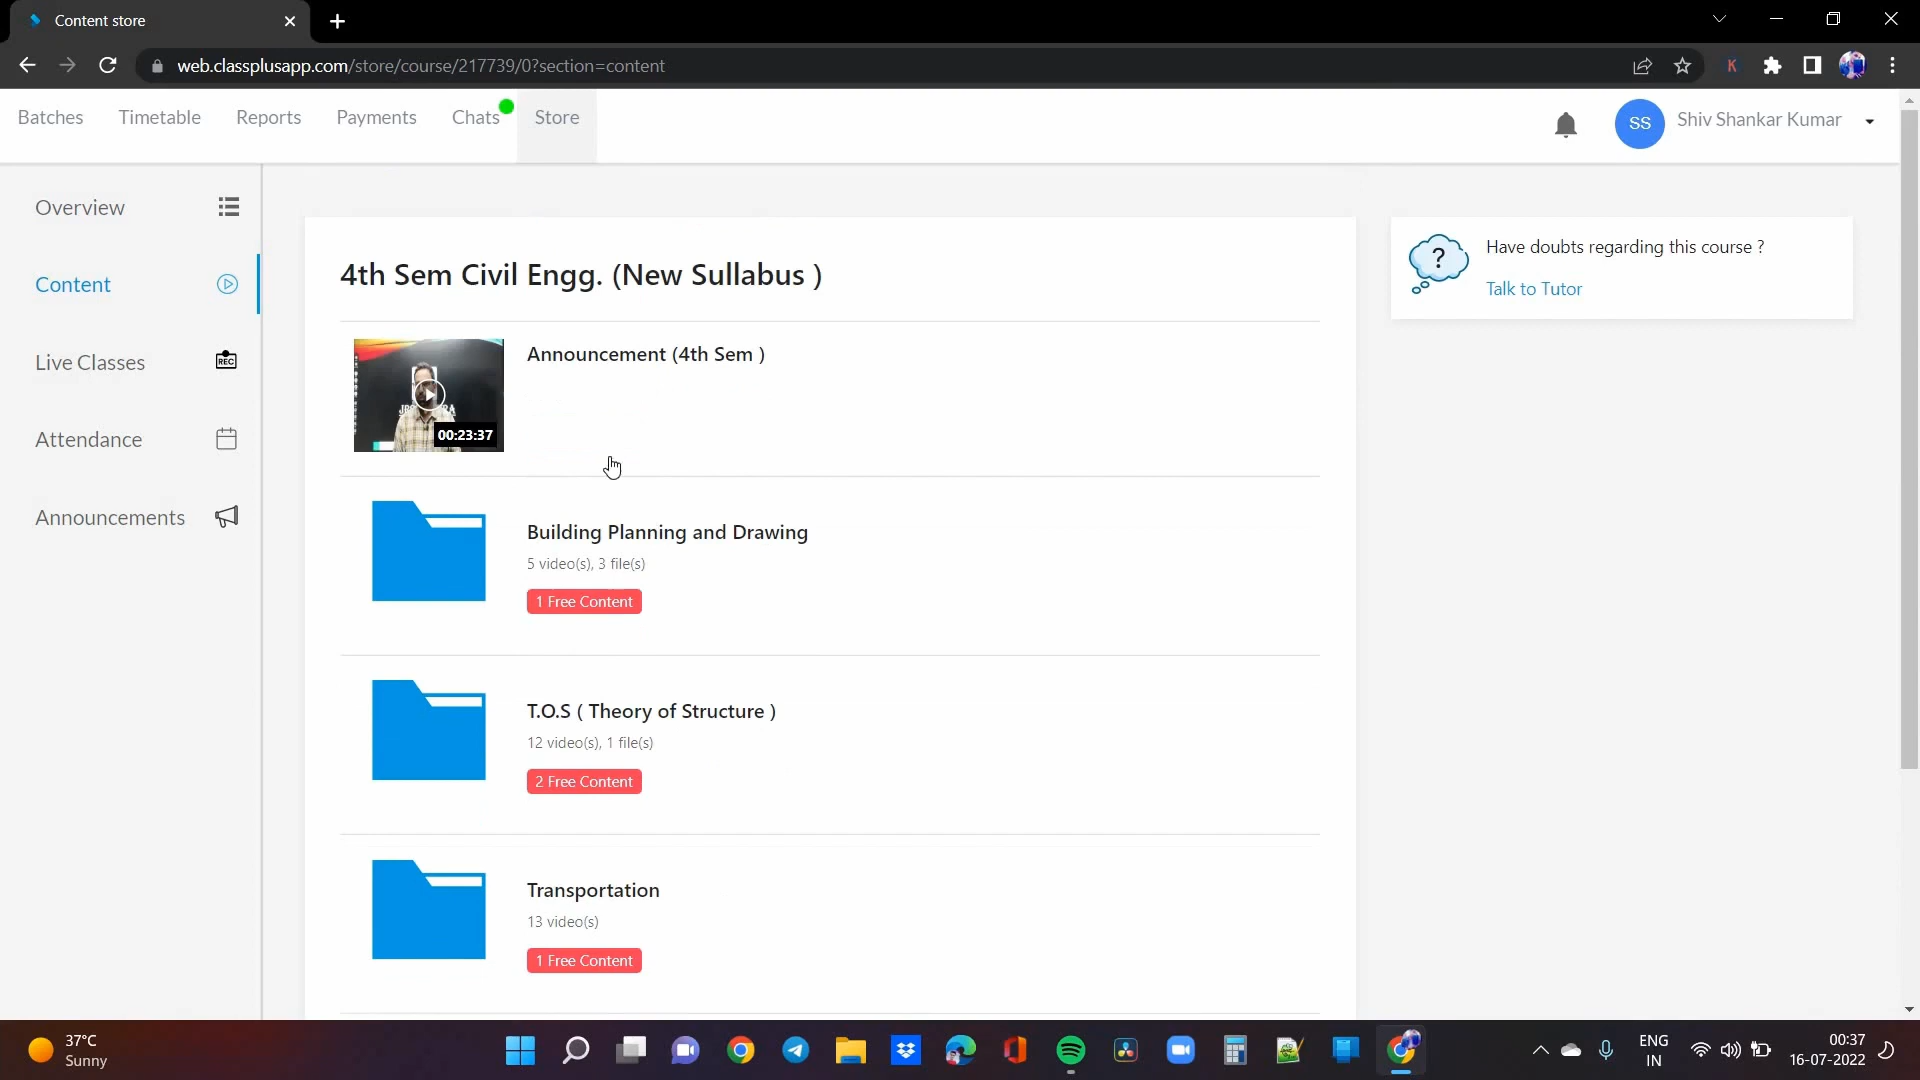 Content store
web.classplusapp.com/store/course/217739/0?section=content
K
Batches
Timetable
Reports
Payments
Chats
Store
SS
Shiv Shankar Kumar
Overview
Content
Live Classes
REC
Attendance
Announcements
4th Sem Civil Engg. (New Sullabus )
Announcement (4th Sem )
00:23:37
Building Planning and Drawing
5 video(s), 3 file(s)
1 Free Content
T.O.S ( Theory of Structure )
12 video(s), 1 file(s)
2 Free Content
Transportation
13 video(s)
1 Free Content
?
Have doubts regarding this course ?
Talk to Tutor
37°C
Sunny
ENG
IN
00:37
16-07-2022